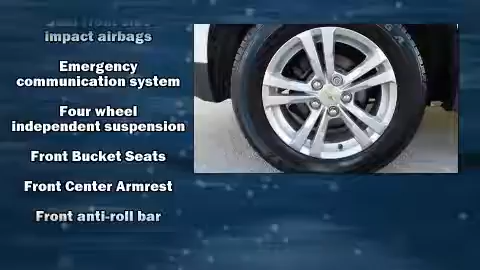 impact airbags
Emergency
communication system
Four wheel
independent suspension
Front Bucket Seats
Front Center Armrest
Front anti-roll bar